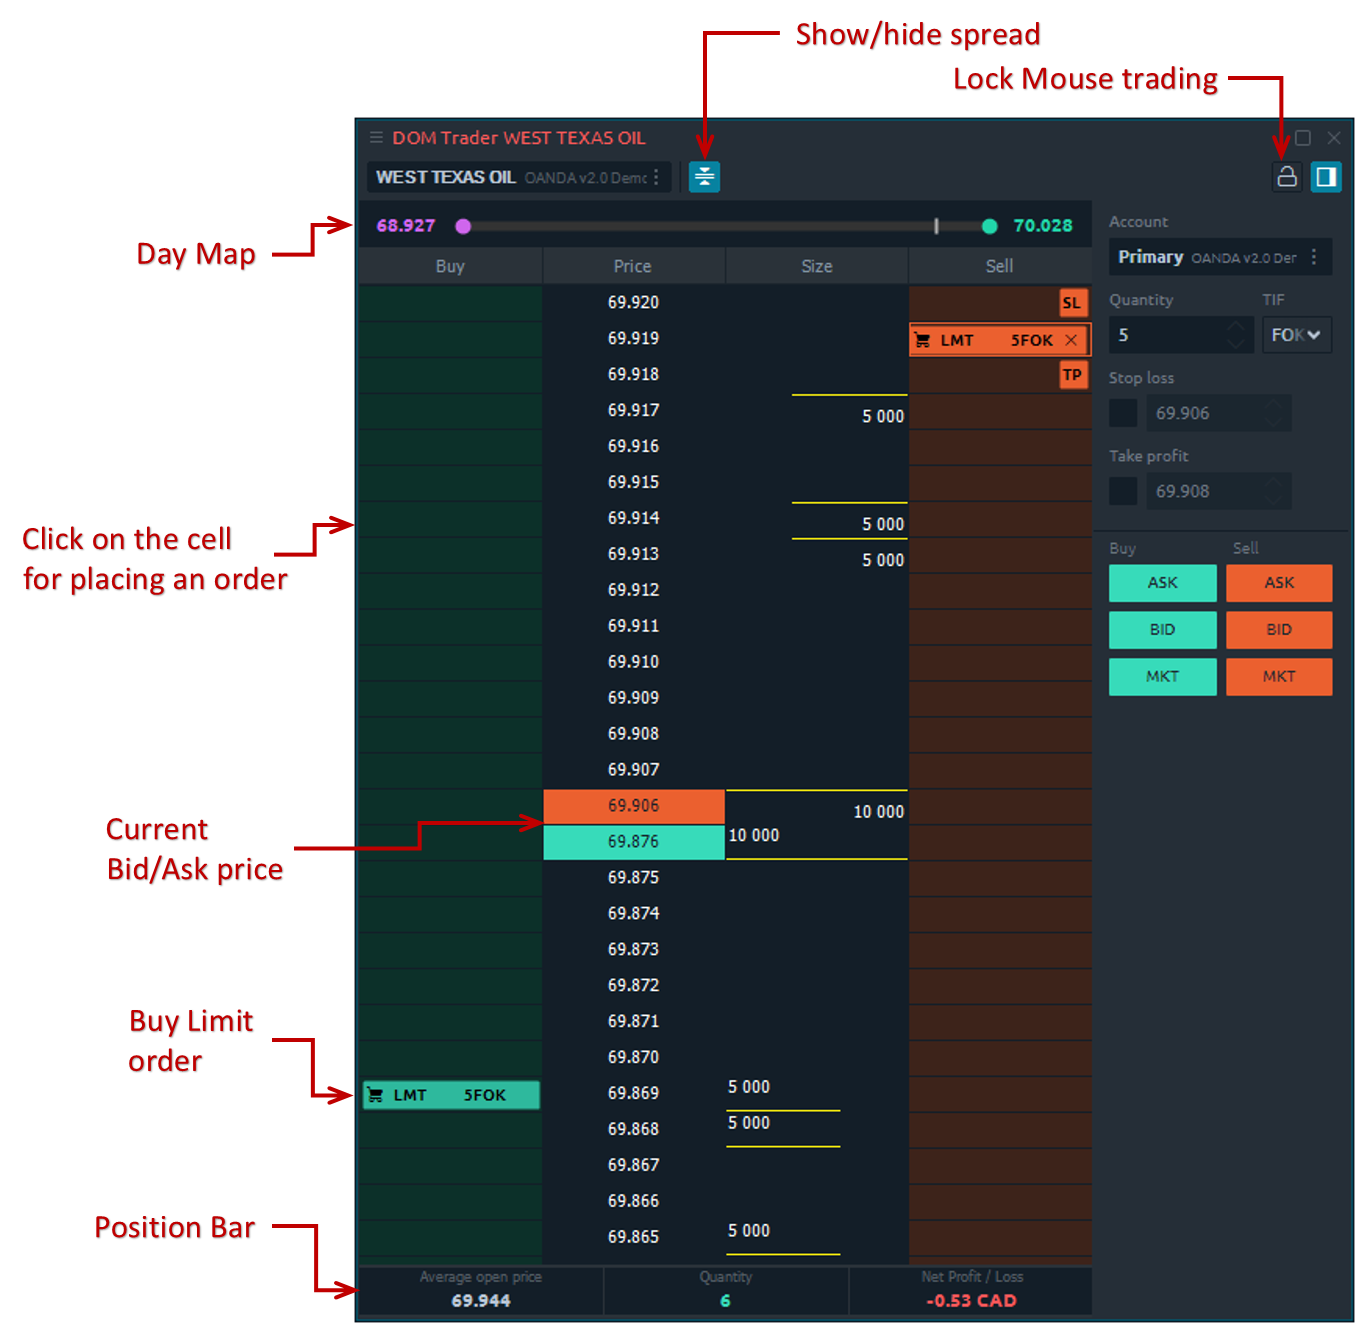 Show/hide spread
Lock Mouse trading
DOM Trader WEST TEXAS OIL
WEST TEXAS OIL OANDA v2.0 Demc
Day Map
68.927
70.028
Buy Price Size Sell
69.920 SL
69.919 LMT 5FOK
69.918 TP
69.917 5 000
69.916
69.915
69.914 5 000
69.913 5 000
69.912
69.911
69.910
69.909
69.908
69.907
69.906 10 000
69.876 10 000
69.875
69.874
69.873
69.872
69.871
69.870
LMT 5FOK 69.869 5 000
69.868 5 000
69.867
69.866
69.865 5 000
Average open price Quantity Net Profit / Loss
69.944 6 -0.53 CAD
Account
Primary OANDA v2.0 Der
Quantity TIF
5 FOK
Stop loss
69.906
Take profit
69.908
Buy Sell
ASK ASK
BID BID
MKT MKT
Click on the cell
for placing an order
Current
Bid/Ask price
Buy Limit
order
Position Bar